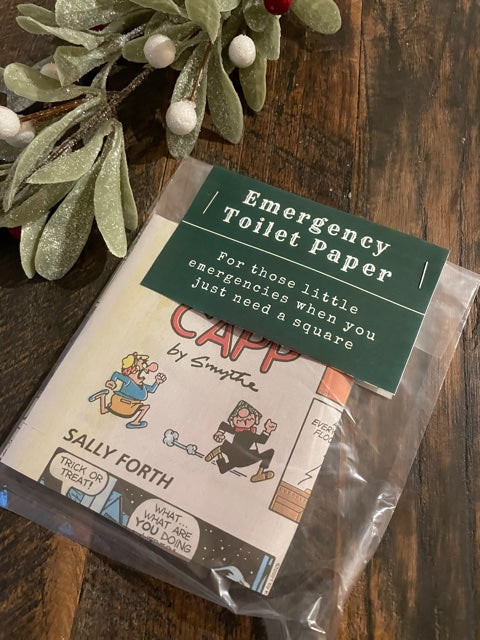 Emergency
Toilet Paper
For those little
emergencies when you
Just need a square
CAPP
by Smythe
SALLY FORTH
TRICK OR
TREAT!
WHAT...
WHAT ARE
YOU DOING